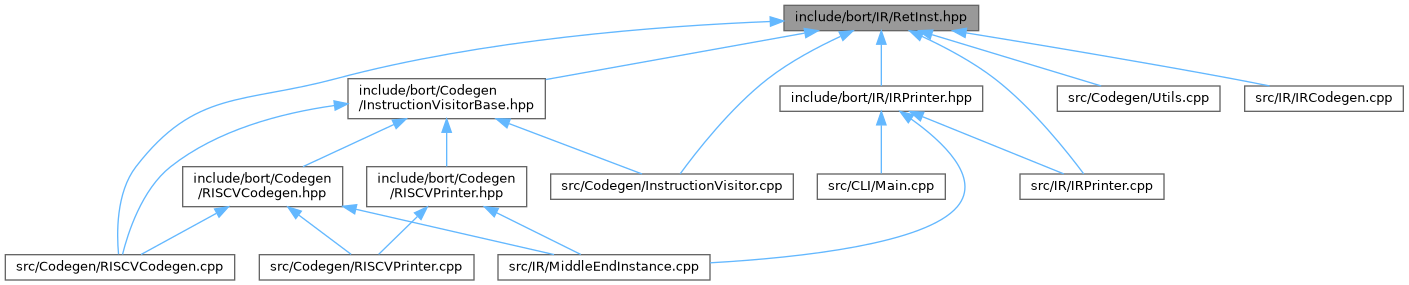 include/bort/IR/RetInst.hpp
include/bort/Codegen
/InstructionVisitorBase.hpp
include/bort/IR/IRPrinter.hpp
src/Codegen/Utils.cpp
src/IR/IRCodegen.cpp
include/bort/Codegen
/RISCVCodegen.hpp
include/bort/Codegen
/RISCVPrinter.hpp
src/Codegen/InstructionVisitor.cpp
src/CLI/Main.cpp
src/IR/IRPrinter.cpp
src/Codegen/RISCVCodegen.cpp
src/Codegen/RISCVPrinter.cpp
src/IR/MiddleEndInstance.cpp